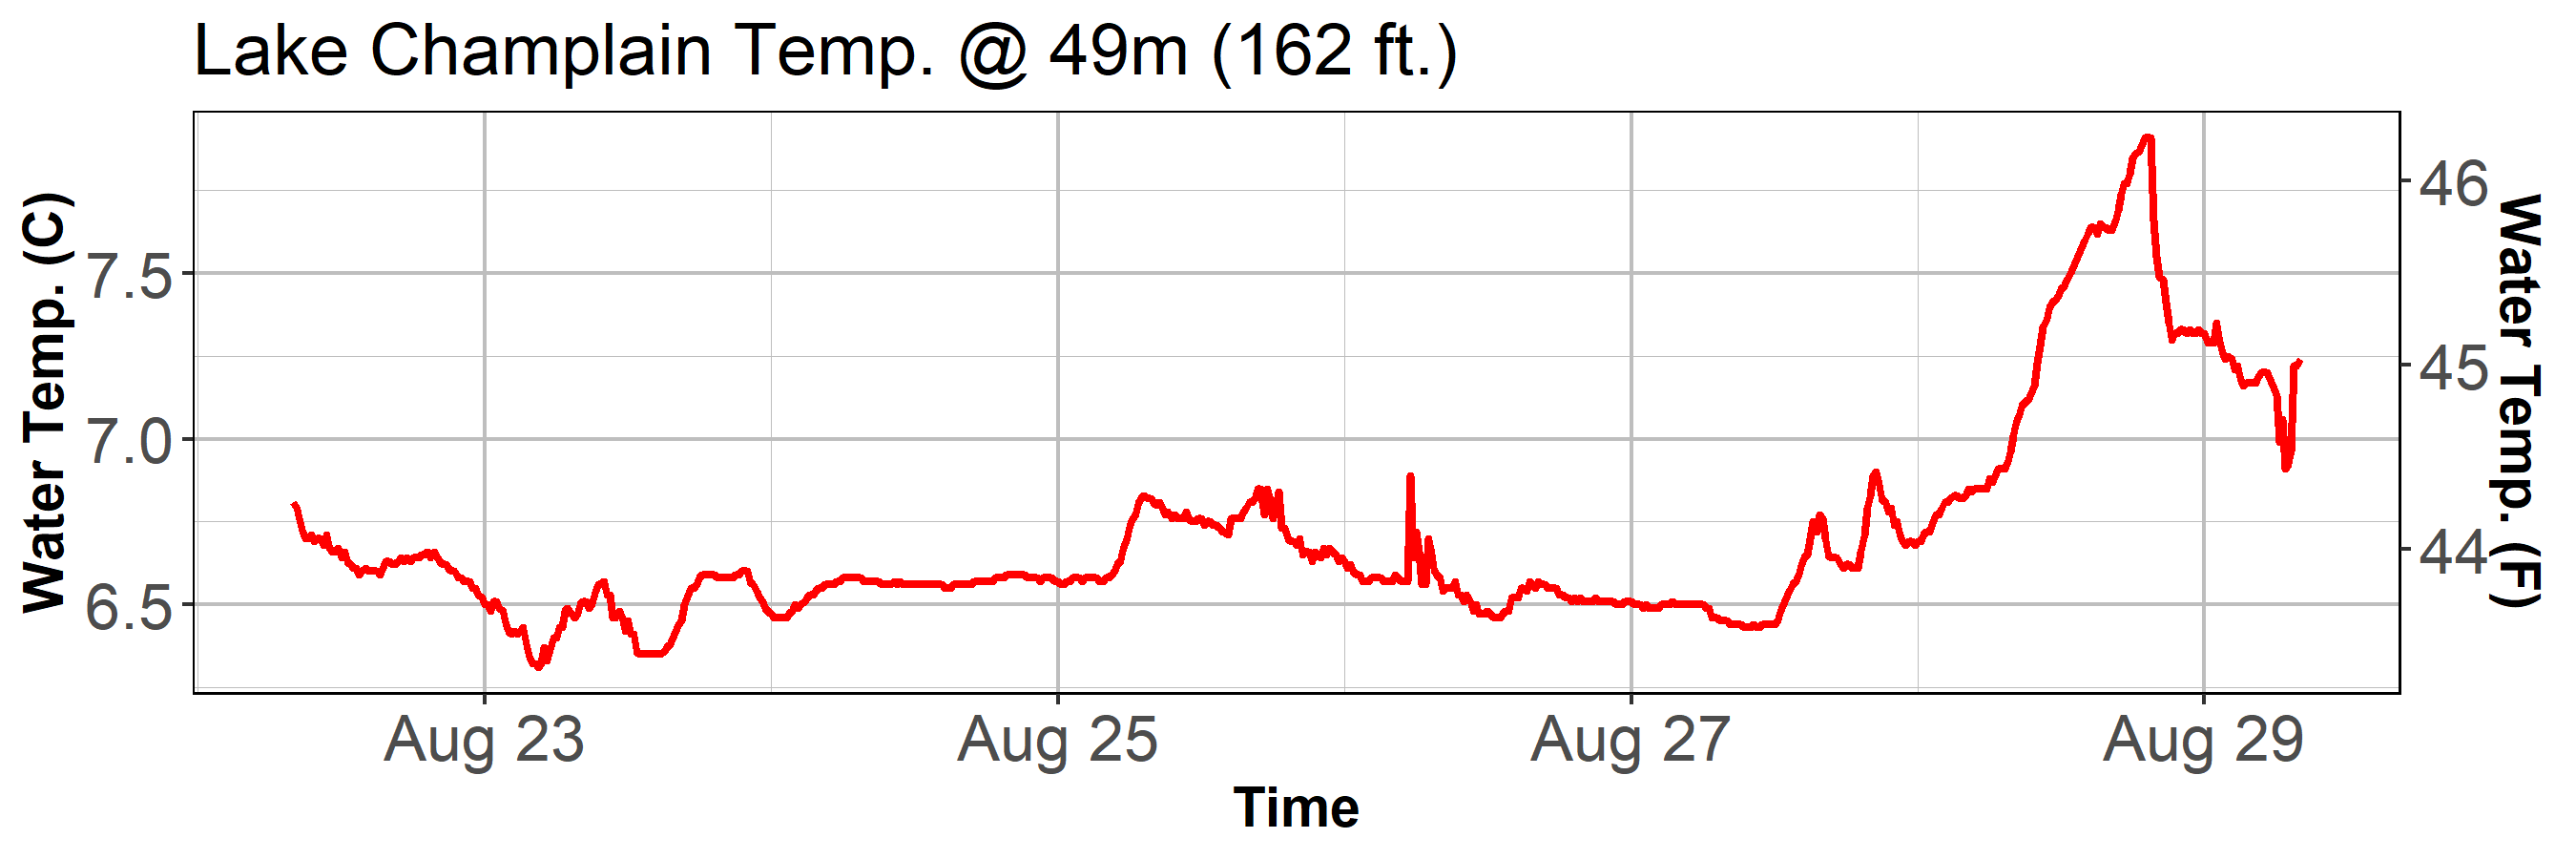 Lake Champlain Temp. @ 49m (162 ft.)
Water Temp. (C)
7.5
7.0
6.5
46
45
44
Water Temp. (F)
Aug 23 Aug 25 Aug 27 Aug 29
Time